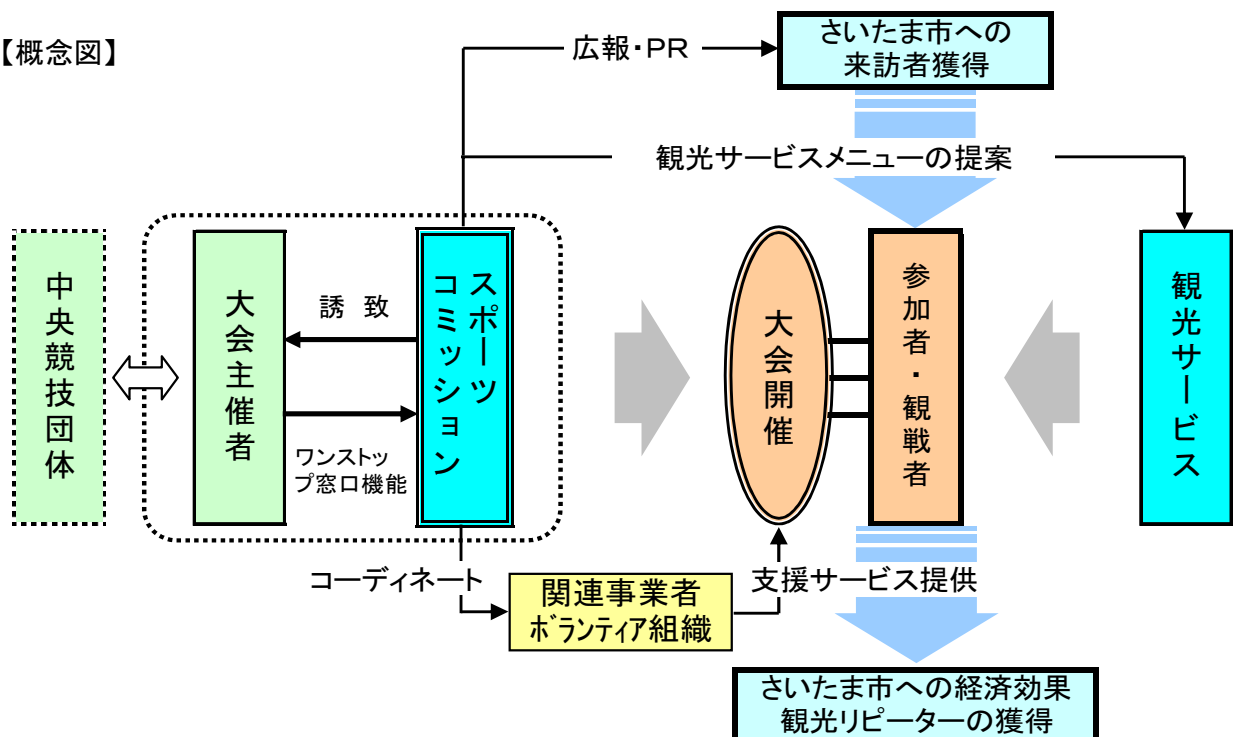 【概念図】
広報・PR
さいたま市への
来訪者獲得
観光サービスメニューの提案
中央競技団体
大会主催者
誘 致
ワンストッ
プ窓口機能
スポーツ
コミッション
大会開催
参加者・観戦者
観光サービス
コーディネート
関連事業者
ﾎﾞﾗﾝﾃｨｱ組織
支援サービス提供
さいたま市への経済効果
観光リピーターの獲得